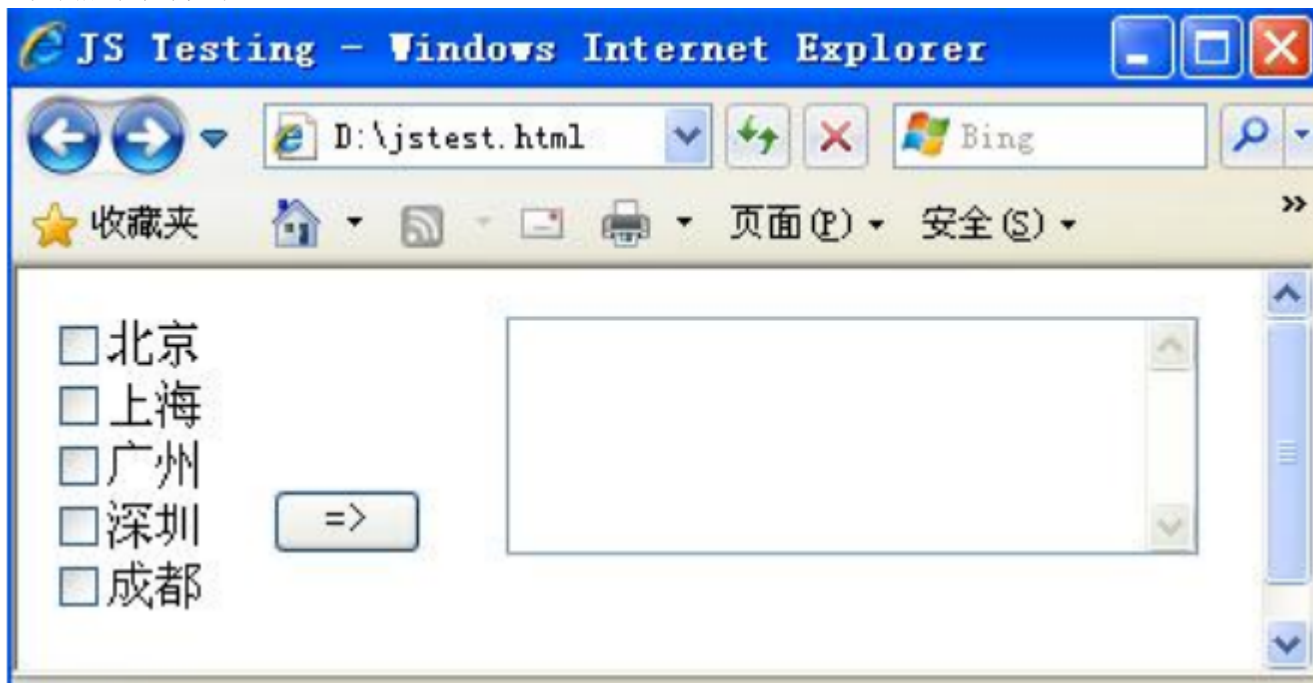 JS Testing - Windows Internet Explorer
D:\jstest.html
Bing
收藏夹 页面(P) 安全(S) »
北京
上海
广州
深圳
=>
成都